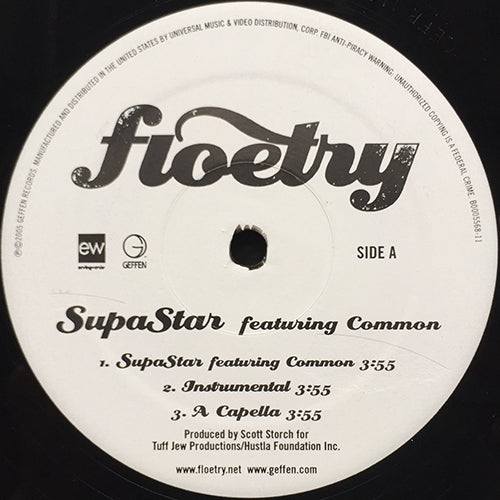 ℗©2005 GEFFEN RECORDS. MANUFACTURED AND DISTRIBUTED IN THE UNITED STATES BY UNIVERSAL MUSIC & VIDEO DISTRIBUTION, CORP. FBI ANTI-PIRACY WARNING: UNAUTHORIZED COPYING IS A FEDERAL CRIME. B0005568-11
floetry
ew
GEFFEN
SIDE A
SupaStar featuring Common
1. SupaStar featuring Common 3:55
2. Instrumental 3:55
3. A Capella 3:55
Produced by Scott Storch for
Tuff Jew Productions/Hustla Foundation Inc.
www.floetry.net www.geffen.com